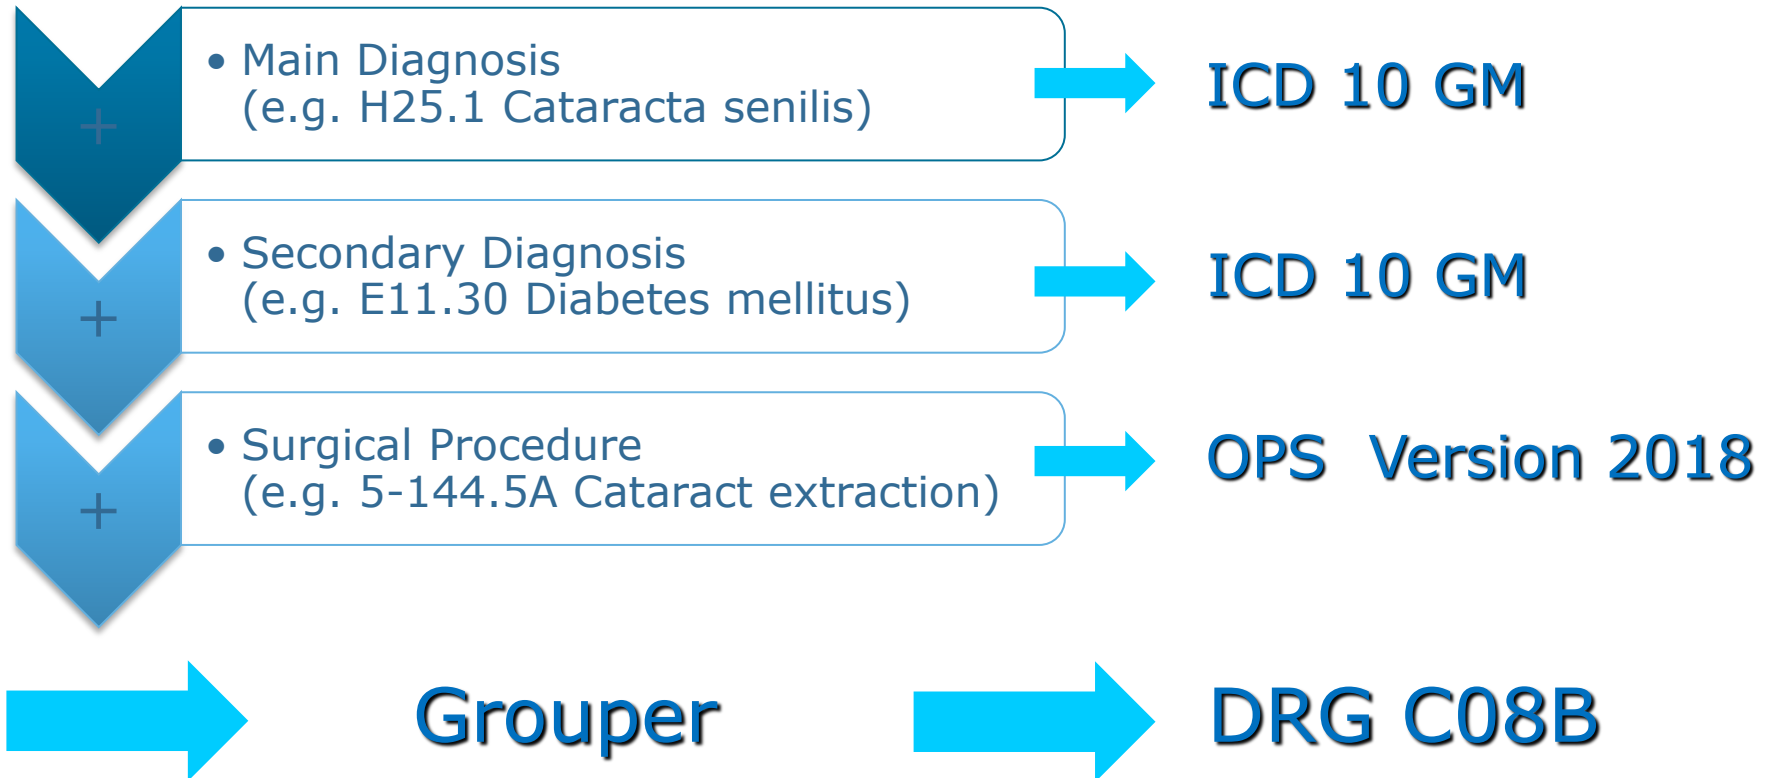 +
• Main Diagnosis
(e.g. H25.1 Cataracta senilis)
ICD 10 GM
+
• Secondary Diagnosis
(e.g. E11.30 Diabetes mellitus)
ICD 10 GM
+
• Surgical Procedure
(e.g. 5-144.5A Cataract extraction)
OPS  Version 2018
Grouper
DRG C08B